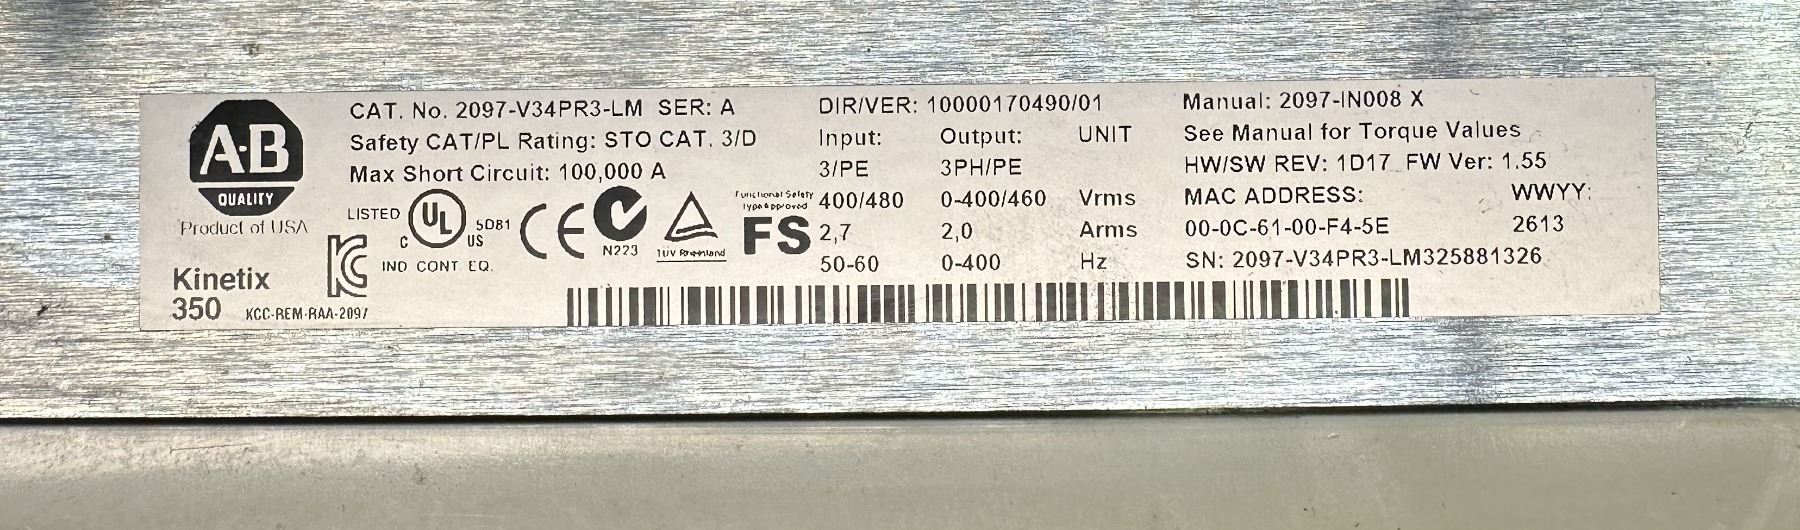 A-B
QUALITY
Product of USA
Kinetix
350
KCC-REM-RAA-2097
CAT. No. 2097-V34PR3-LM SER: A
Safety CAT/PL Rating: STO CAT. 3/D
Max Short Circuit: 100,000 A
LISTED
UL
C US
5D81
IND CONT EQ.
CE
N223
TÜV Rheinland
Functional Safety
Type approved
FS
DIR/VER: 10000170490/01
Input: Output: UNIT
3/PE 3PH/PE
400/480 0-400/460 Vrms
2,7 2,0 Arms
50-60 0-400 Hz
Manual: 2097-IN008 X
See Manual for Torque Values
HW/SW REV: 1D17 FW Ver: 1.55
MAC ADDRESS: WWYY:
00-0C-61-00-F4-5E 2613
SN: 2097-V34PR3-LM325881326